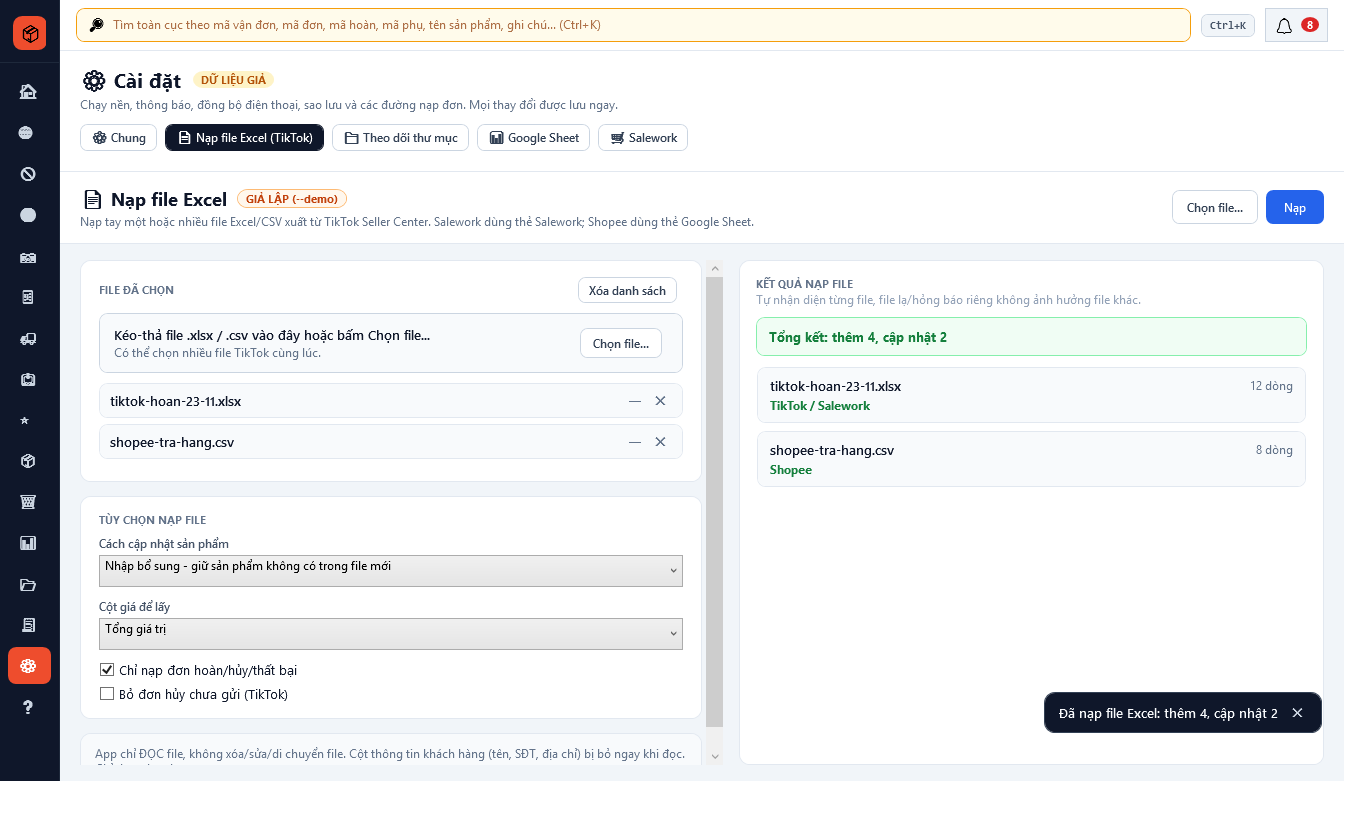 Tìm toàn cục theo mã vận đơn, mã đơn, mã hoàn, mã phụ, tên sản phẩm, ghi chú... (Ctrl+K)
Ctrl+K
8
Cài đặt
DỮ LIỆU GIẢ
Chạy nền, thông báo, đồng bộ điện thoại, sao lưu và các đường nạp đơn. Mọi thay đổi được lưu ngay.
Chung
Nạp file Excel (TikTok)
Theo dõi thư mục
Google Sheet
Salework
Nạp file Excel
GIẢ LẬP (--demo)
Nạp tay một hoặc nhiều file Excel/CSV xuất từ TikTok Seller Center. Salework dùng thẻ Salework; Shopee dùng thẻ Google Sheet.
Chọn file...
Nạp
FILE ĐÃ CHỌN
Xóa danh sách
Kéo-thả file .xlsx / .csv vào đây hoặc bấm Chọn file...
Có thể chọn nhiều file TikTok cùng lúc.
Chọn file...
tiktok-hoan-23-11.xlsx
shopee-tra-hang.csv
TÙY CHỌN NẠP FILE
Cách cập nhật sản phẩm
Nhập bổ sung - giữ sản phẩm không có trong file mới
Cột giá để lấy
Tổng giá trị
Chỉ nạp đơn hoàn/hủy/thất bại
Bỏ đơn hủy chưa gửi (TikTok)
App chỉ ĐỌC file, không xóa/sửa/di chuyển file. Cột thông tin khách hàng (tên, SĐT, địa chỉ) bị bỏ ngay khi đọc.
KẾT QUẢ NẠP FILE
Tự nhận diện từng file, file lạ/hỏng báo riêng không ảnh hưởng file khác.
Tổng kết: thêm 4, cập nhật 2
tiktok-hoan-23-11.xlsx
12 dòng
TikTok / Salework
shopee-tra-hang.csv
8 dòng
Shopee
Đã nạp file Excel: thêm 4, cập nhật 2